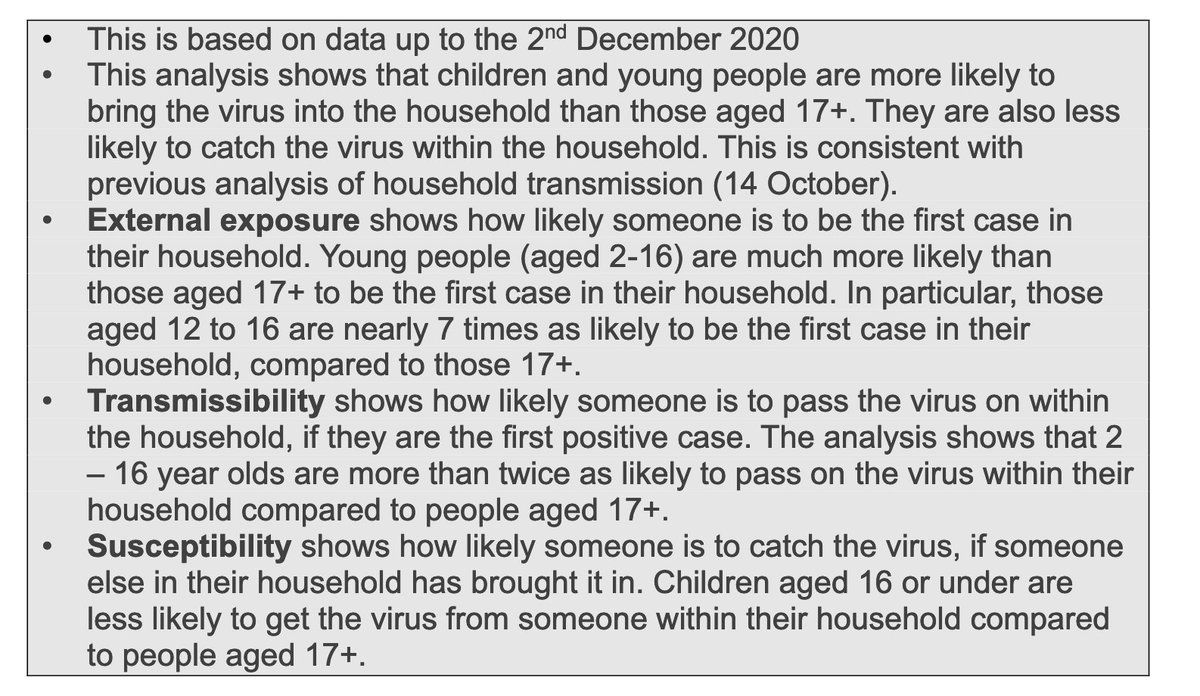 • This is based on data up to the 2nd December 2020
• This analysis shows that children and young people are more likely to
bring the virus into the household than those aged 17+. They are also less
likely to catch the virus within the household. This is consistent with
previous analysis of household transmission (14 October).
• External exposure shows how likely someone is to be the first case in
their household. Young people (aged 2-16) are much more likely than
those aged 17+ to be the first case in their household. In particular, those
aged 12 to 16 are nearly 7 times as likely to be the first case in their
household, compared to those 17+.
• Transmissibility shows how likely someone is to pass the virus on within
the household, if they are the first positive case. The analysis shows that 2
– 16 year olds are more than twice as likely to pass on the virus within their
household compared to people aged 17+.
• Susceptibility shows how likely someone is to catch the virus, if someone
else in their household has brought it in. Children aged 16 or under are
less likely to get the virus from someone within their household compared
to people aged 17+.